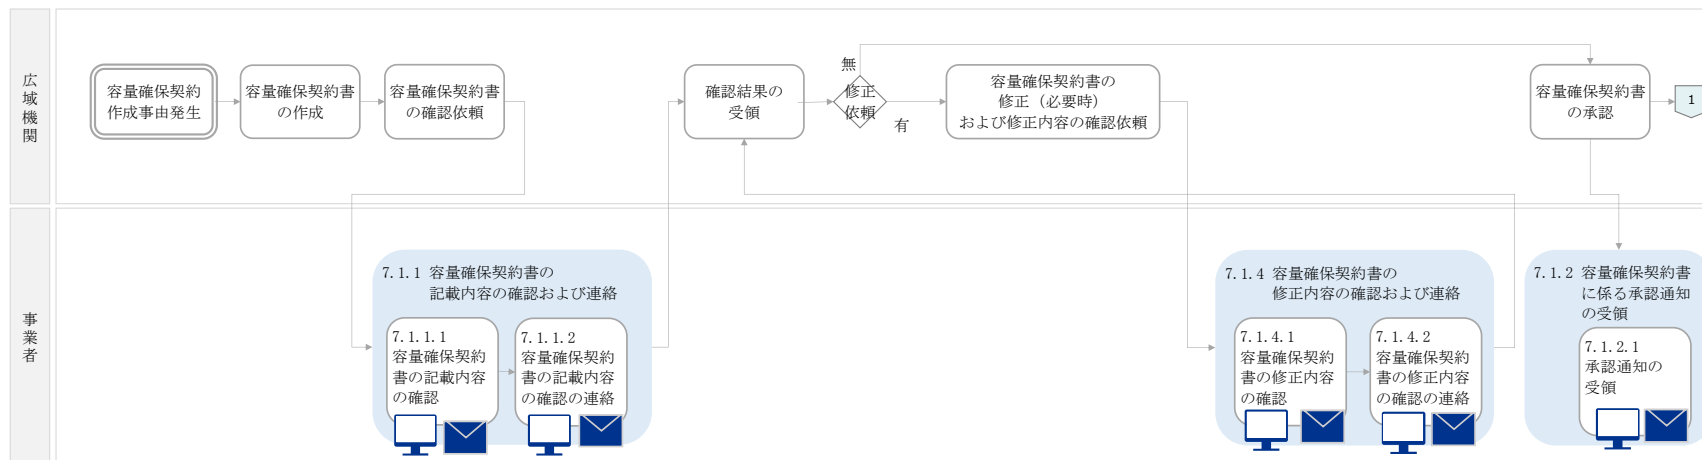 広域機関
容量確保契約
作成事由発生
容量確保契約書
の作成
容量確保契約書
の確認依頼
確認結果の
受領
無
修正
依頼
有
容量確保契約書の
修正（必要時）
および修正内容の確認依頼
容量確保契約書
の承認
1
事業者
7.1.1 容量確保契約書の
記載内容の確認および連絡
7.1.1.1
容量確保契約
書の記載内容
の確認
7.1.1.2
容量確保契約
書の記載内容
の確認の連絡
7.1.4 容量確保契約書の
修正内容の確認および連絡
7.1.4.1
容量確保契約
書の修正内容
の確認
7.1.4.2
容量確保契約
書の修正内容
の確認の連絡
7.1.2 容量確保契約書
に係る承認通知
の受領
7.1.2.1
承認通知の
受領